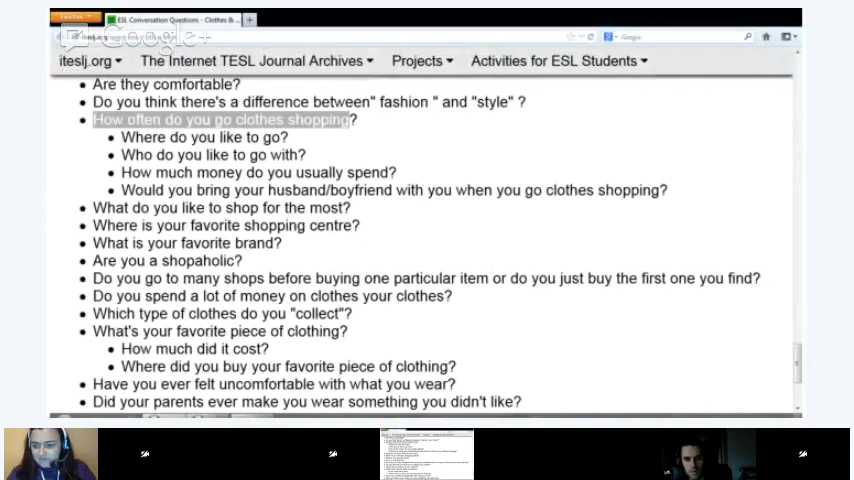 ESL Conversation Questions - Clothes & ...
Google+
Google
iteslj.org
The Internet TESL Journal Archives
Projects
Activities for ESL Students
Are they comfortable?
Do you think there's a difference between" fashion " and "style" ?
How often do you go clothes shopping?
Where do you like to go?
Who do you like to go with?
How much money do you usually spend?
Would you bring your husband/boyfriend with you when you go clothes shopping?
What do you like to shop for the most?
Where is your favorite shopping centre?
What is your favorite brand?
Are you a shopaholic?
Do you go to many shops before buying one particular item or do you just buy the first one you find?
Do you spend a lot of money on clothes your clothes?
Which type of clothes do you "collect"?
What's your favorite piece of clothing?
How much did it cost?
Where did you buy your favorite piece of clothing?
Have you ever felt uncomfortable with what you wear?
Did your parents ever make you wear something you didn't like?